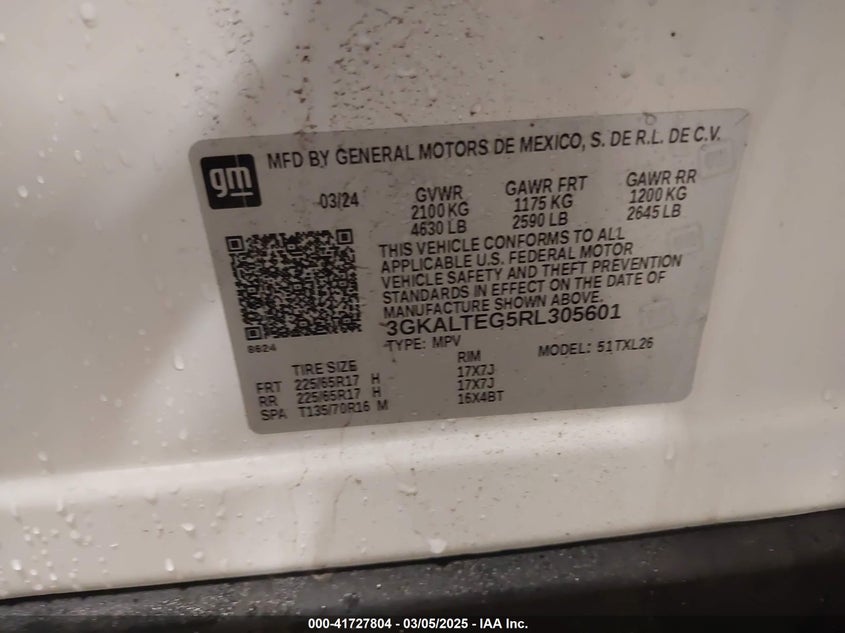 gm
MFD BY GENERAL MOTORS DE MEXICO, S. DE R.L. DE C.V.
03/24 GVWR GAWR FRT GAWR RR
2100 KG 1175 KG 1200 KG
4630 LB 2590 LB 2645 LB
THIS VEHICLE CONFORMS TO ALL
APPLICABLE U.S. FEDERAL MOTOR
VEHICLE SAFETY AND THEFT PREVENTION
STANDARDS IN EFFECT ON THE DATE OF
MANUFACTURE SHOWN ABOVE.
3GKALTEG5RL305601
8624
TYPE: MPV MODEL: 51TXL26
TIRE SIZE RIM
FRT 225/65R17 H 17X7J
RR 225/65R17 H 17X7J
SPA T135/70R16 M 16X4BT
000-41727804 — 03/05/2025 — IAA Inc.